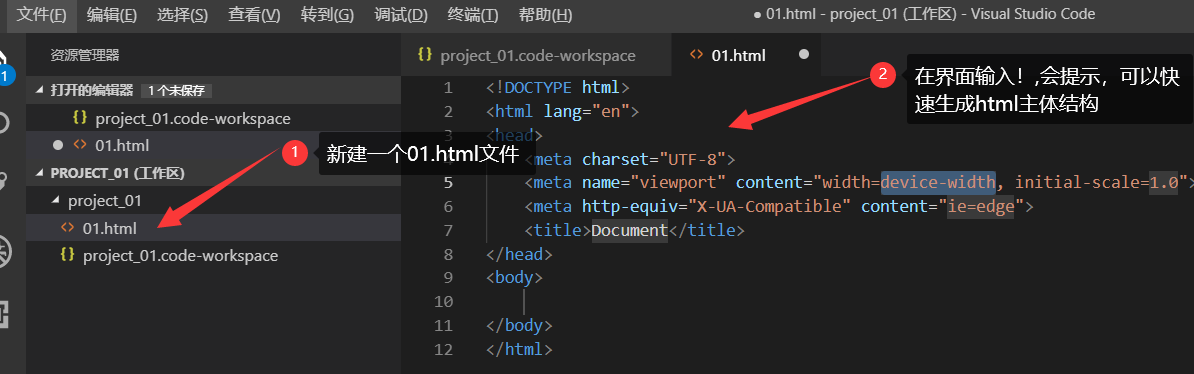 文件(F) 编辑(E) 选择(S) 查看(V) 转到(G) 调试(D) 终端(T) 帮助(H) ● 01.html - project_01 (工作区) - Visual Studio Code
资源管理器
打开的编辑器 1 个未保存
{} project_01.code-workspace
● <> 01.html
PROJECT_01 (工作区)
project_01
<> 01.html
{} project_01.code-workspace
1
1
新建一个01.html文件
{} project_01.code-workspace <> 01.html ●
1 <!DOCTYPE html>
2 <html lang="en">
3 <head>
<meta charset="UTF-8">
5 <meta name="viewport" content="width=device-width, initial-scale=1.0">
6 <meta http-equiv="X-UA-Compatible" content="ie=edge">
7 <title>Document</title>
8 </head>
9 <body>
10
11 </body>
12 </html>
2
在界面输入！,会提示，可以快
速生成html主体结构